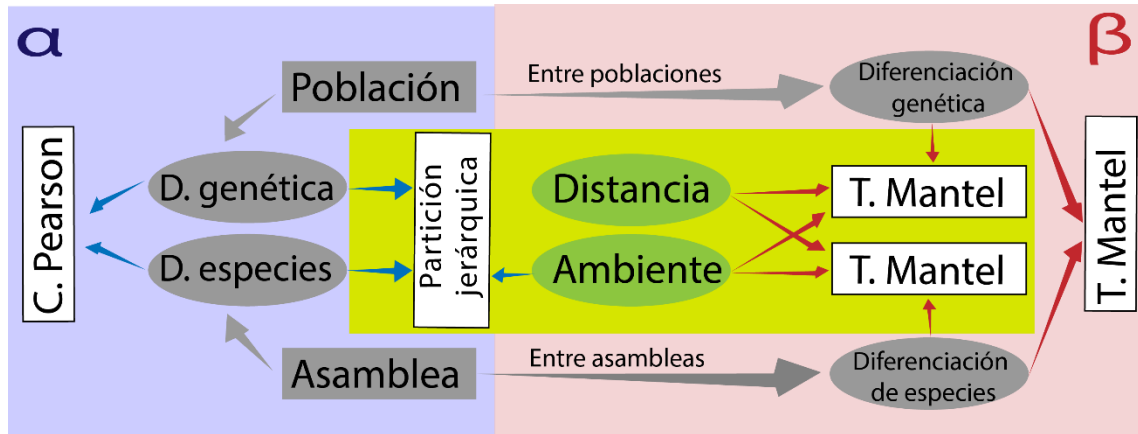 α
β
Población
Entre poblaciones
Diferenciación
genética
C. Pearson
D. genética
Partición
jerárquica
Distancia
T. Mantel
T. Mantel
D. especies
Ambiente
T. Mantel
Asamblea
Entre asambleas
Diferenciación
de especies